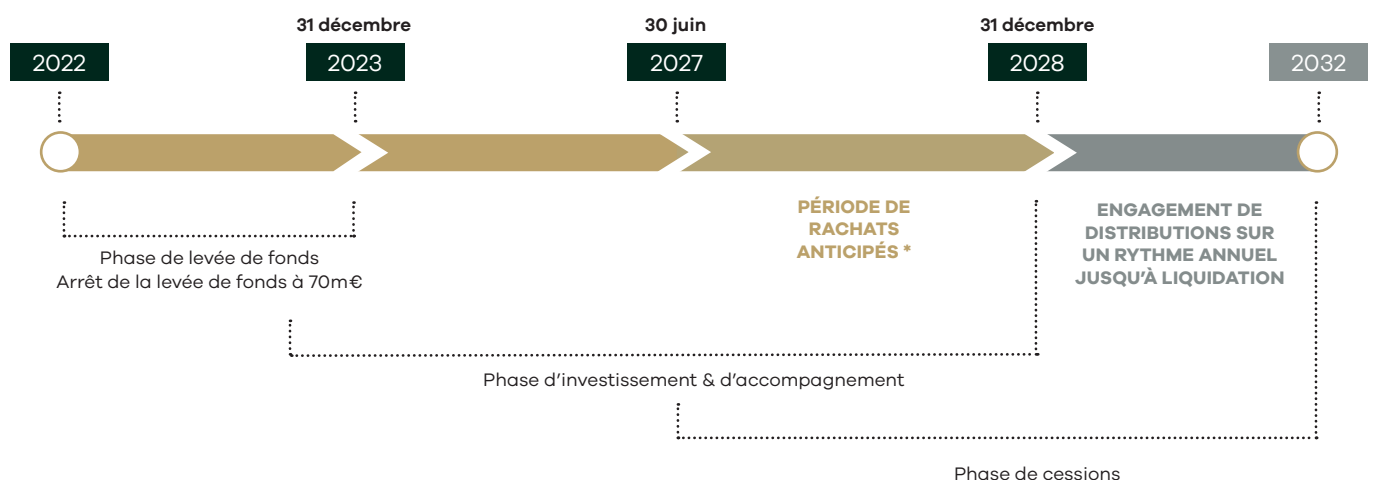 31 décembre
30 juin
31 décembre
2022
2023
2027
2028
2032
PÉRIODE DE
RACHATS
ANTICIPÉS *
ENGAGEMENT DE
DISTRIBUTIONS SUR
UN RYTHME ANNUEL
JUSQU'À LIQUIDATION
Phase de levée de fonds
Arrêt de la levée de fonds à 70m€
Phase d'investissement & d'accompagnement
Phase de cessions